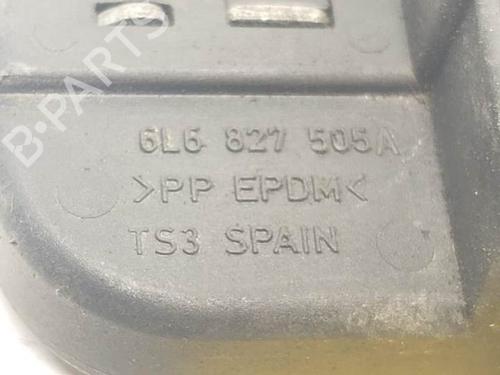 B-PARTS
6L6 827 505A
>PP EPDM<
TS3 SPAIN